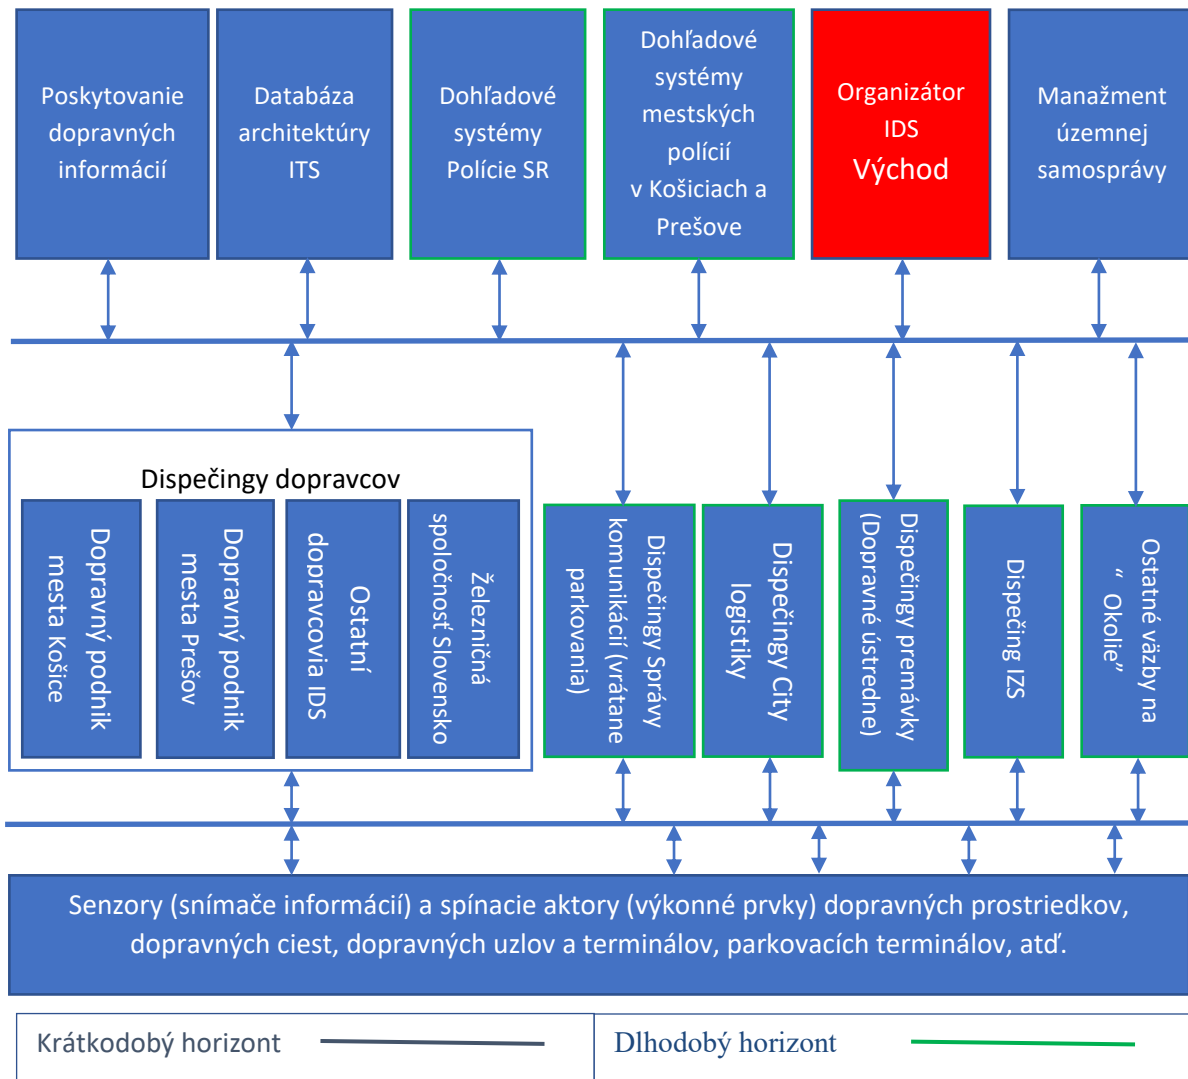 Poskytovanie
dopravných
informácií
Databáza
architektúry
ITS
Dohľadové
systémy
Polície SR
Dohľadové
systémy
mestských
polícií
v Košiciach a
Prešove
Organizátor
IDS
Východ
Manažment
územnej
samosprávy
Dispečingy dopravcov
Dopravný podnik
mesta Košice
Dopravný podnik
mesta Prešov
Ostatní
dopravcovia IDS
Železničná
spoločnosť Slovensko
Dispečingy Správy
komunikácií (vrátane
parkovania)
Dispečingy City
logistiky
Dispečingy premávky
(Dopravné ústredne)
Dispečing IZS
Ostatné väzby na
“ Okolie”
Senzory (snímače informácií) a spínacie aktory (výkonné prvky) dopravných prostriedkov,
dopravných ciest, dopravných uzlov a terminálov, parkovacích terminálov, atď.
Krátkodobý horizont
Dlhodobý horizont